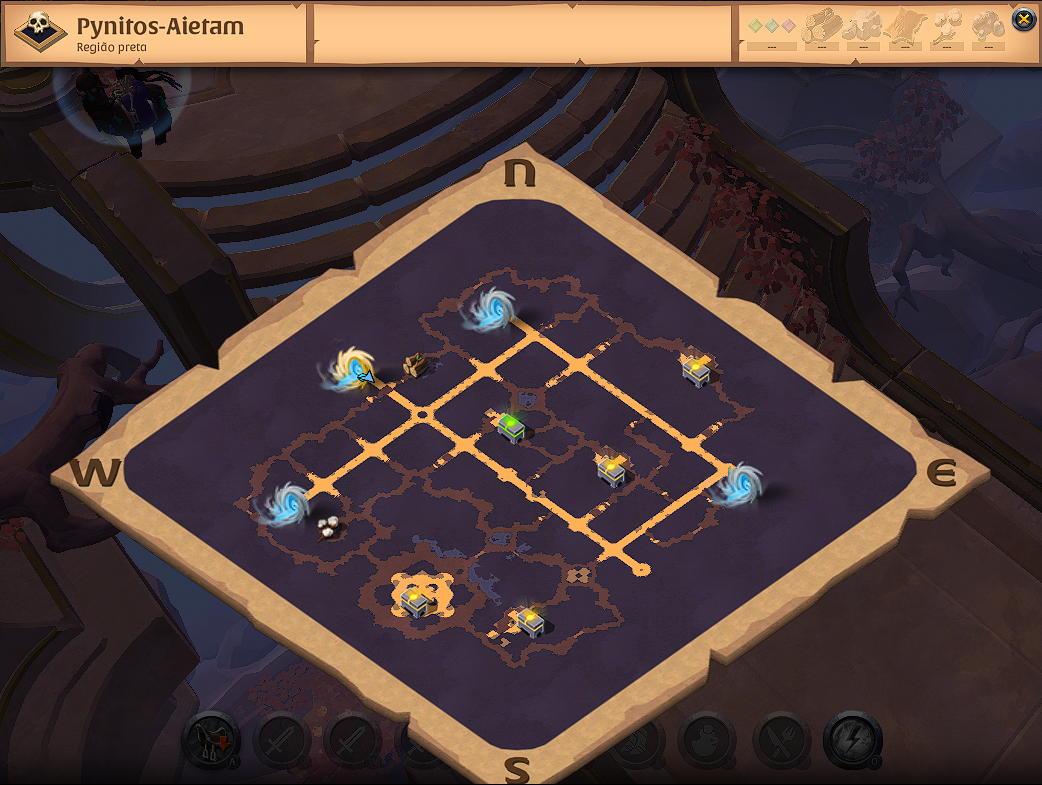 Pynitos-Aietam
Região preta
--- --- --- --- --- ---
N
W
E
S
A
Q